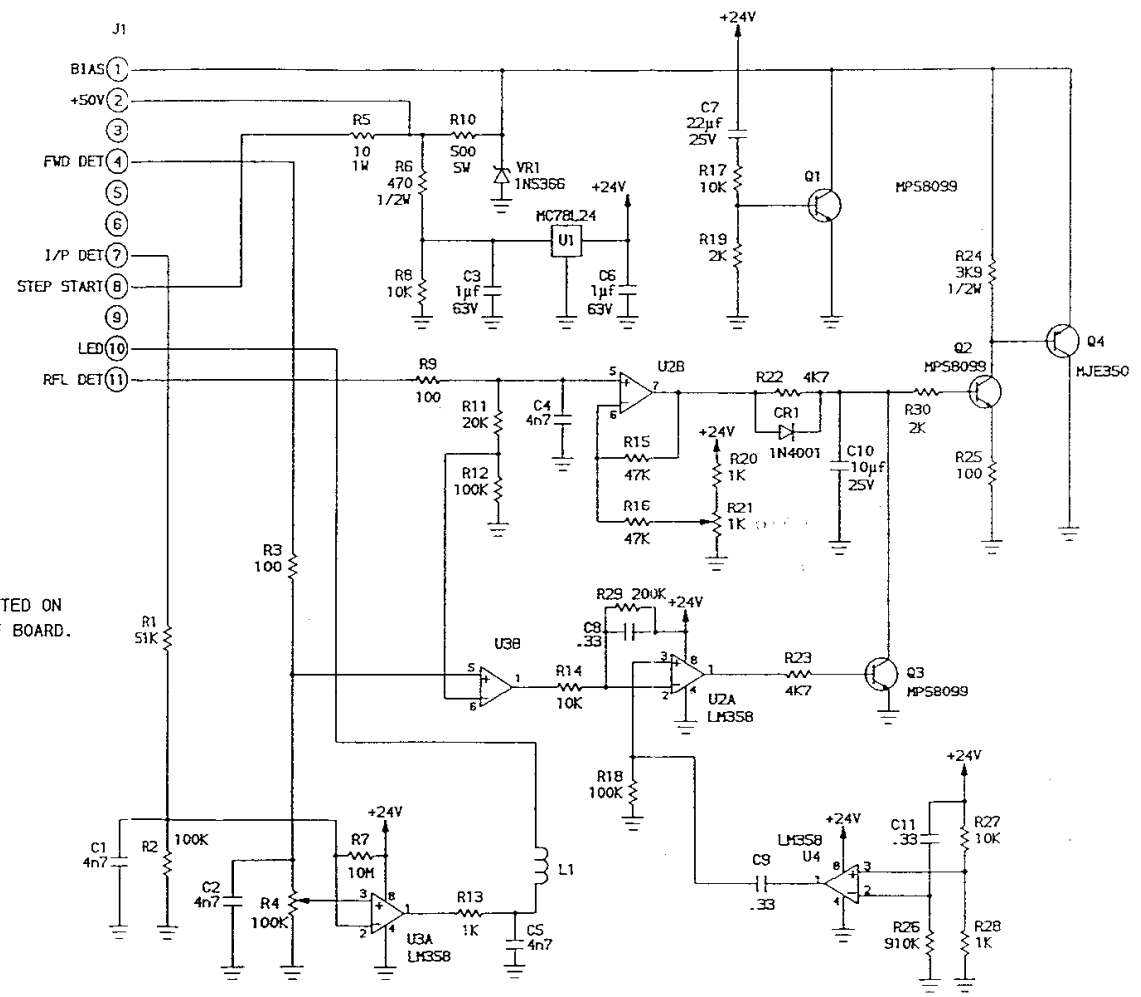 J1
BIAS 1
+50V 2
3
FWD DET 4
5
6
I/P DET 7
STEP START 8
9
LED 10
RFL DET 11
R5
10
1W
R10
500
5W
R6
470
1/2W
VR1
1N5366
+24V
MC78L24
U1
R8
10K
C3
1µf
63V
C6
1µf
63V
+24V
C7
22µf
25V
R17
10K
R19
2K
Q1
MPS8099
R24
3K9
1/2W
Q4
MJE350
Q2
MPS8099
R30
2K
R25
100
R9
100
R11
20K
R12
100K
C4
4n7
5
6
7
U2B
R15
47K
R16
47K
R22 4K7
CR1
1N4001
+24V
R20
1K
R21
1K
C10
10µf
25V
R3
100
TED ON
BOARD.
R1
51K
U3B
5
6
1
R14
10K
R29 200K
C8
.33
+24V
3
2
8
1
4
U2A
LM358
R23
4K7
Q3
MPS8099
R18
100K
+24V
C11
.33
R27
10K
LM358
U4
+24V
8
3
2
1
4
C9
.33
R26
910K
R28
1K
C1
4n7
R2
100K
C2
4n7
R4
100K
R7
10M
+24V
3
2
8
1
4
U3A
LM358
R13
1K
C5
4n7
L1